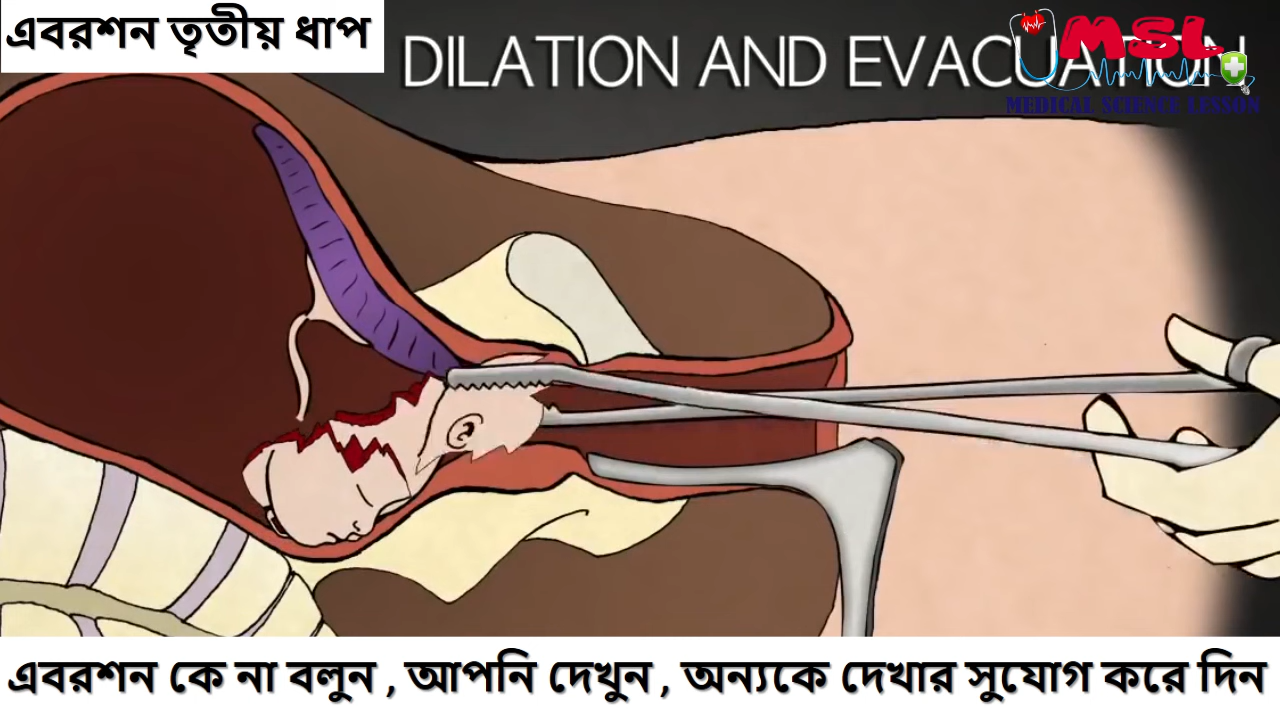 এবরশন তৃতীয় ধাপ
DILATION AND EVACUATION
MSL
MEDICAL SCIENCE LESSON
এবরশন কে না বলুন , আপনি দেখুন , অন্যকে দেখার সুযোগ করে দিন